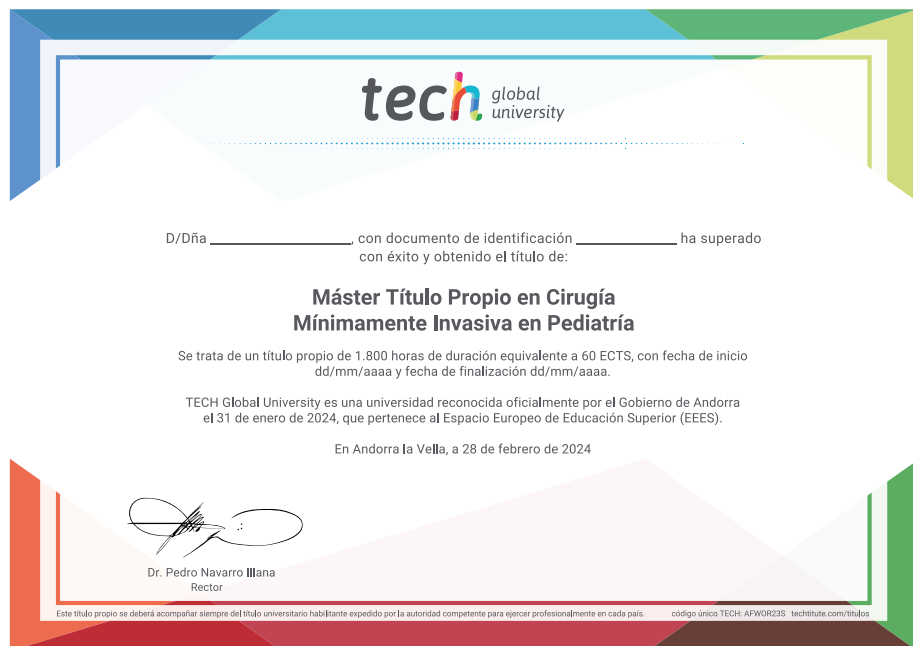 tech global university
D/Dña ________________, con documento de identificación ____________ ha superado
con éxito y obtenido el título de:
Máster Título Propio en Cirugía
Mínimamente Invasiva en Pediatría
Se trata de un título propio de 1.800 horas de duración equivalente a 60 ECTS, con fecha de inicio
dd/mm/aaaa y fecha de finalización dd/mm/aaaa.
TECH Global University es una universidad reconocida oficialmente por el Gobierno de Andorra
el 31 de enero de 2024, que pertenece al Espacio Europeo de Educación Superior (EEES).
En Andorra la Vella, a 28 de febrero de 2024
Dr. Pedro Navarro Illana
Rector
Este título propio se deberá acompañar siempre del título universitario habilitante expedido por la autoridad competente para ejercer profesionalmente en cada país. código único TECH: AFWOR23S techtitute.com/titulos